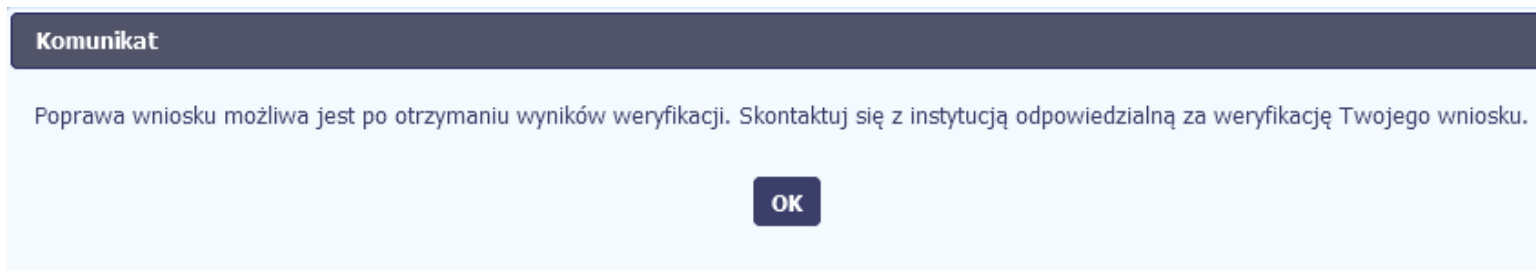 Komunikat
Poprawa wniosku możliwa jest po otrzymaniu wyników weryfikacji. Skontaktuj się z instytucją odpowiedzialną za weryfikację Twojego wniosku.
OK